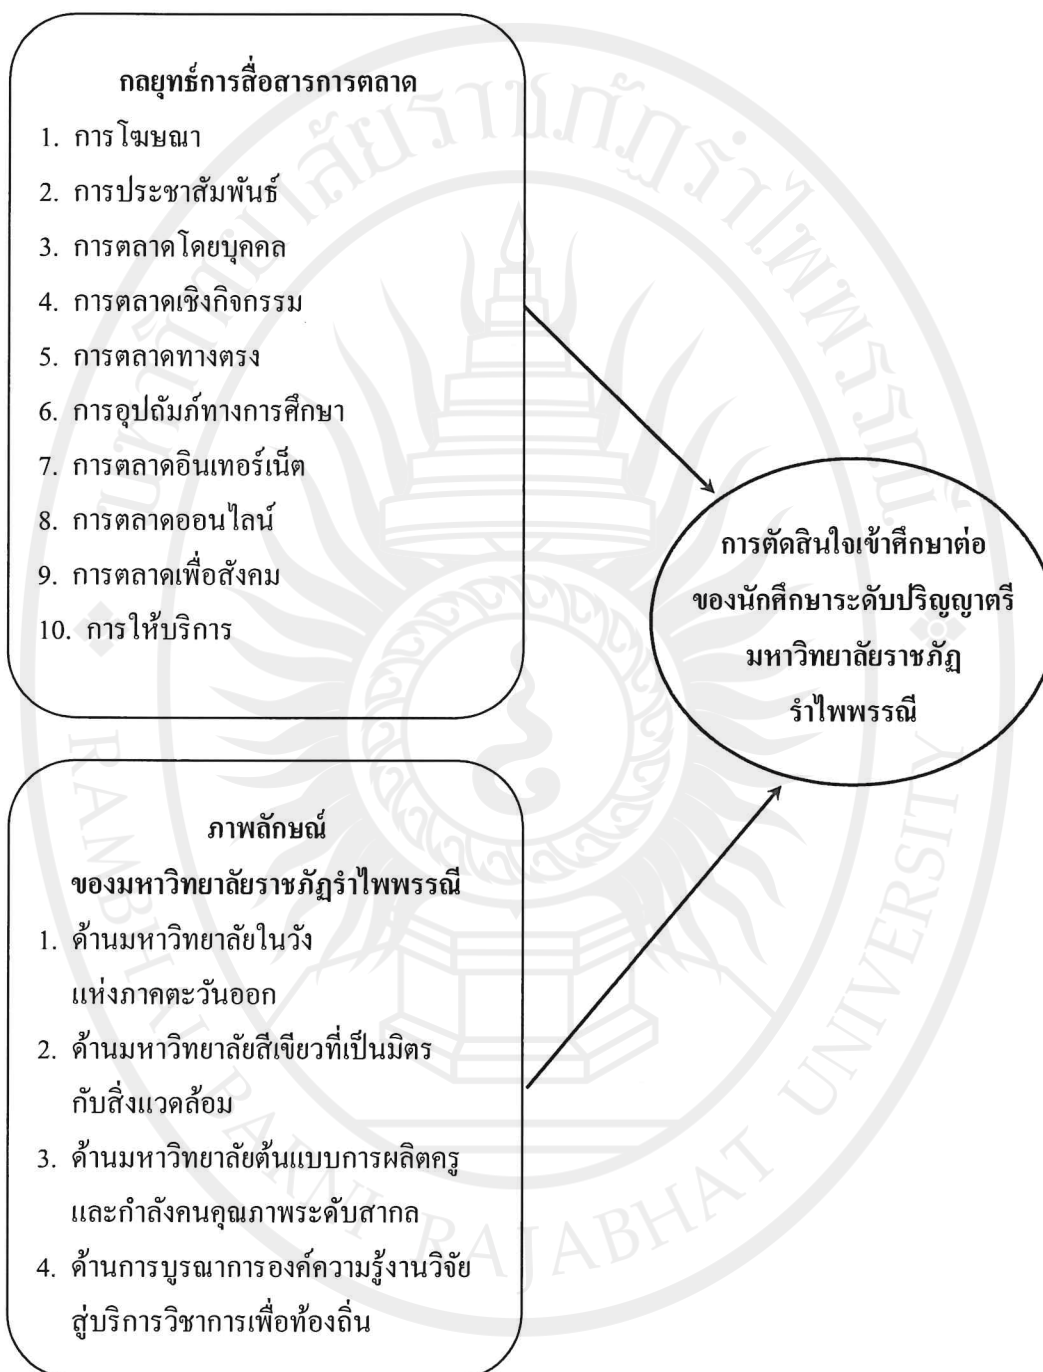 กลยุทธ์การสื่อสารการตลาด
1. การโฆษณา
2. การประชาสัมพันธ์
3. การตลาดโดยบุคคล
4. การตลาดเชิงกิจกรรม
5. การตลาดทางตรง
6. การอุปถัมภ์ทางการศึกษา
7. การตลาดอินเทอร์เน็ต
8. การตลาดออนไลน์
9. การตลาดเพื่อสังคม
10. การให้บริการ
การตัดสินใจเข้าศึกษาต่อ
ของนักศึกษาระดับปริญญาตรี
มหาวิทยาลัยราชภัฏ
รำไพพรรณี
ภาพลักษณ์
ของมหาวิทยาลัยราชภัฏรำไพพรรณี
1. ด้านมหาวิทยาลัยในวัง
แห่งภาคตะวันออก
2. ด้านมหาวิทยาลัยสีเขียวที่เป็นมิตร
กับสิ่งแวดล้อม
3. ด้านมหาวิทยาลัยต้นแบบการผลิตครู
และกำลังคนคุณภาพระดับสากล
4. ด้านการบูรณาการองค์ความรู้งานวิจัย
สู่บริการวิชาการเพื่อท้องถิ่น
มหาวิทยาลัยราชภัฏรำไพพรรณี
RAMBHAI BARNI RAJABHAT UNIVERSITY